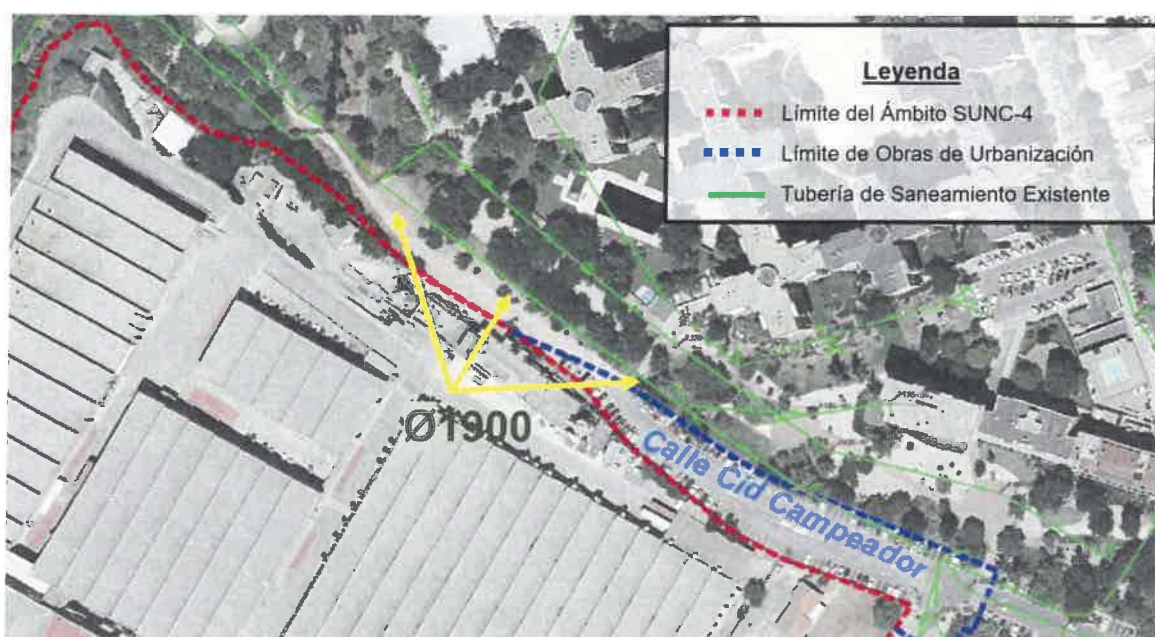 Leyenda
Límite del Ámbito SUNC-4
Límite de Obras de Urbanización
Tubería de Saneamiento Existente
Ø1900
Calle Cid Campeador